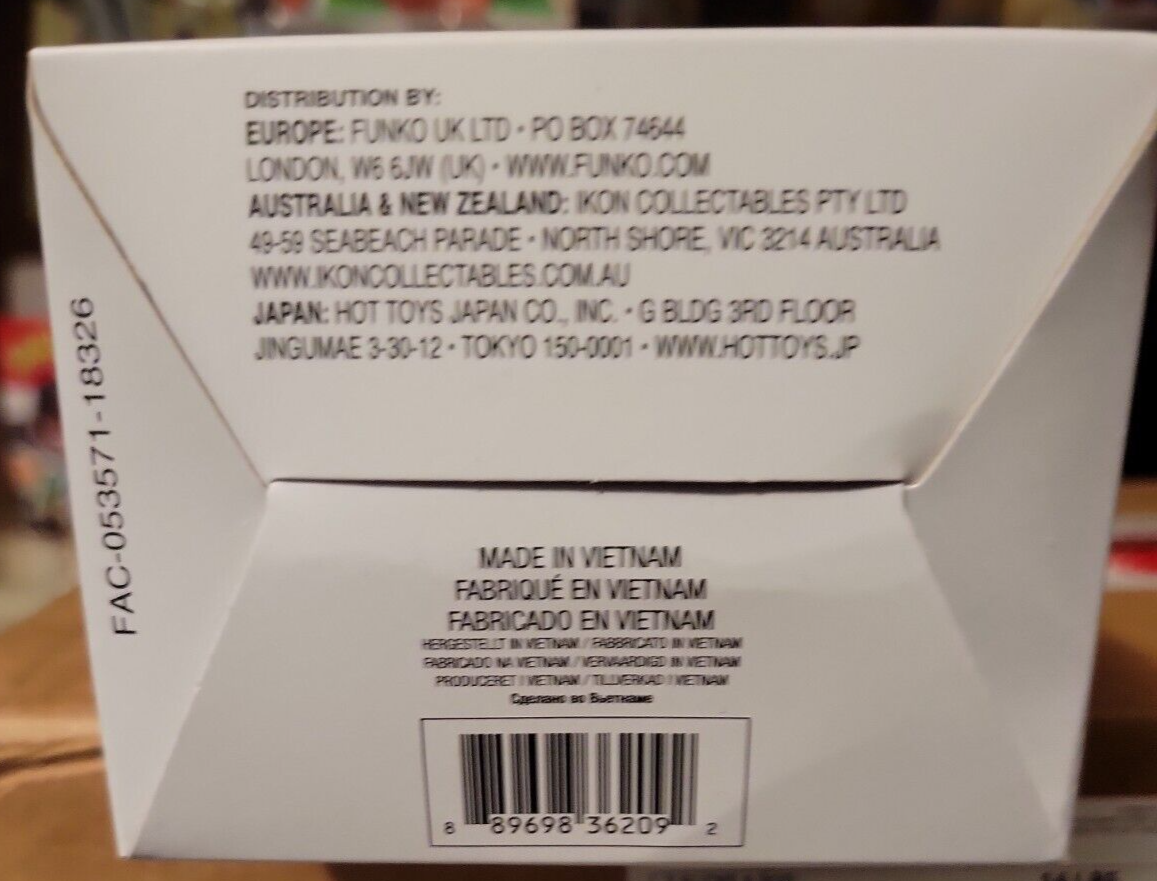 DISTRIBUTION BY:
EUROPE: FUNKO UK LTD • PO BOX 74644
LONDON, W6 6JW (UK) • WWW.FUNKO.COM
AUSTRALIA & NEW ZEALAND: IKON COLLECTABLES PTY LTD
49-59 SEABEACH PARADE • NORTH SHORE, VIC 3214 AUSTRALIA
WWW.IKONCOLLECTABLES.COM.AU
JAPAN: HOT TOYS JAPAN CO., INC. • G BLDG 3RD FLOOR
JINGUMAE 3-30-12 • TOKYO 150-0001 • WWW.HOTTOYS.JP
FAC-053571-18326
MADE IN VIETNAM
FABRIQUÉ EN VIETNAM
FABRICADO EN VIETNAM
HERGESTELLT IN VIETNAM / FABBRICATO IN VIETNAM
FABRICADO NA VIETNAM / VERVAARDIGD IN VIETNAM
PRODUCERET I VIETNAM / TILLVERKAD I VIETNAM
Сделано во Вьетнаме
8 89698 36209 2